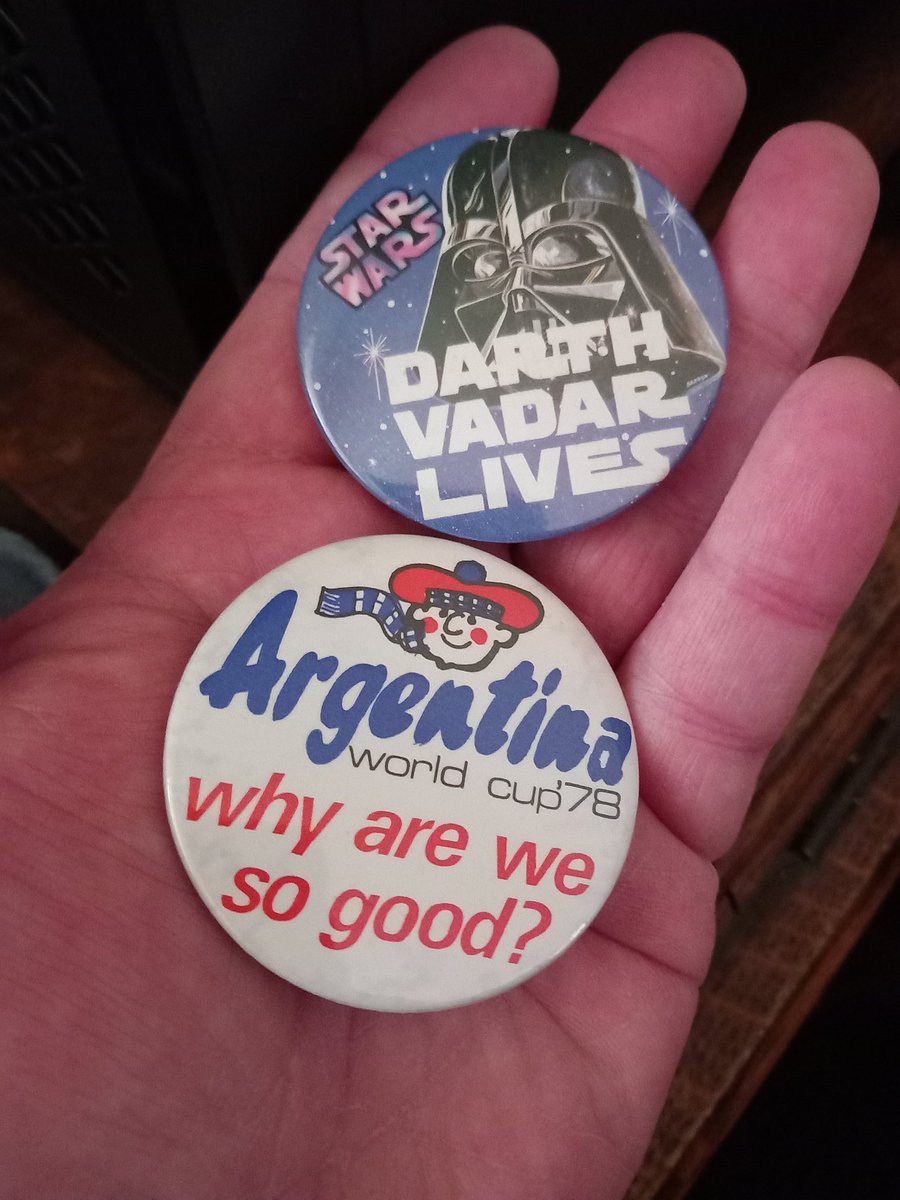 STAR
WARS
DARTH
VADAR
LIVES
Argentina
world cup'78
why are we
so good?